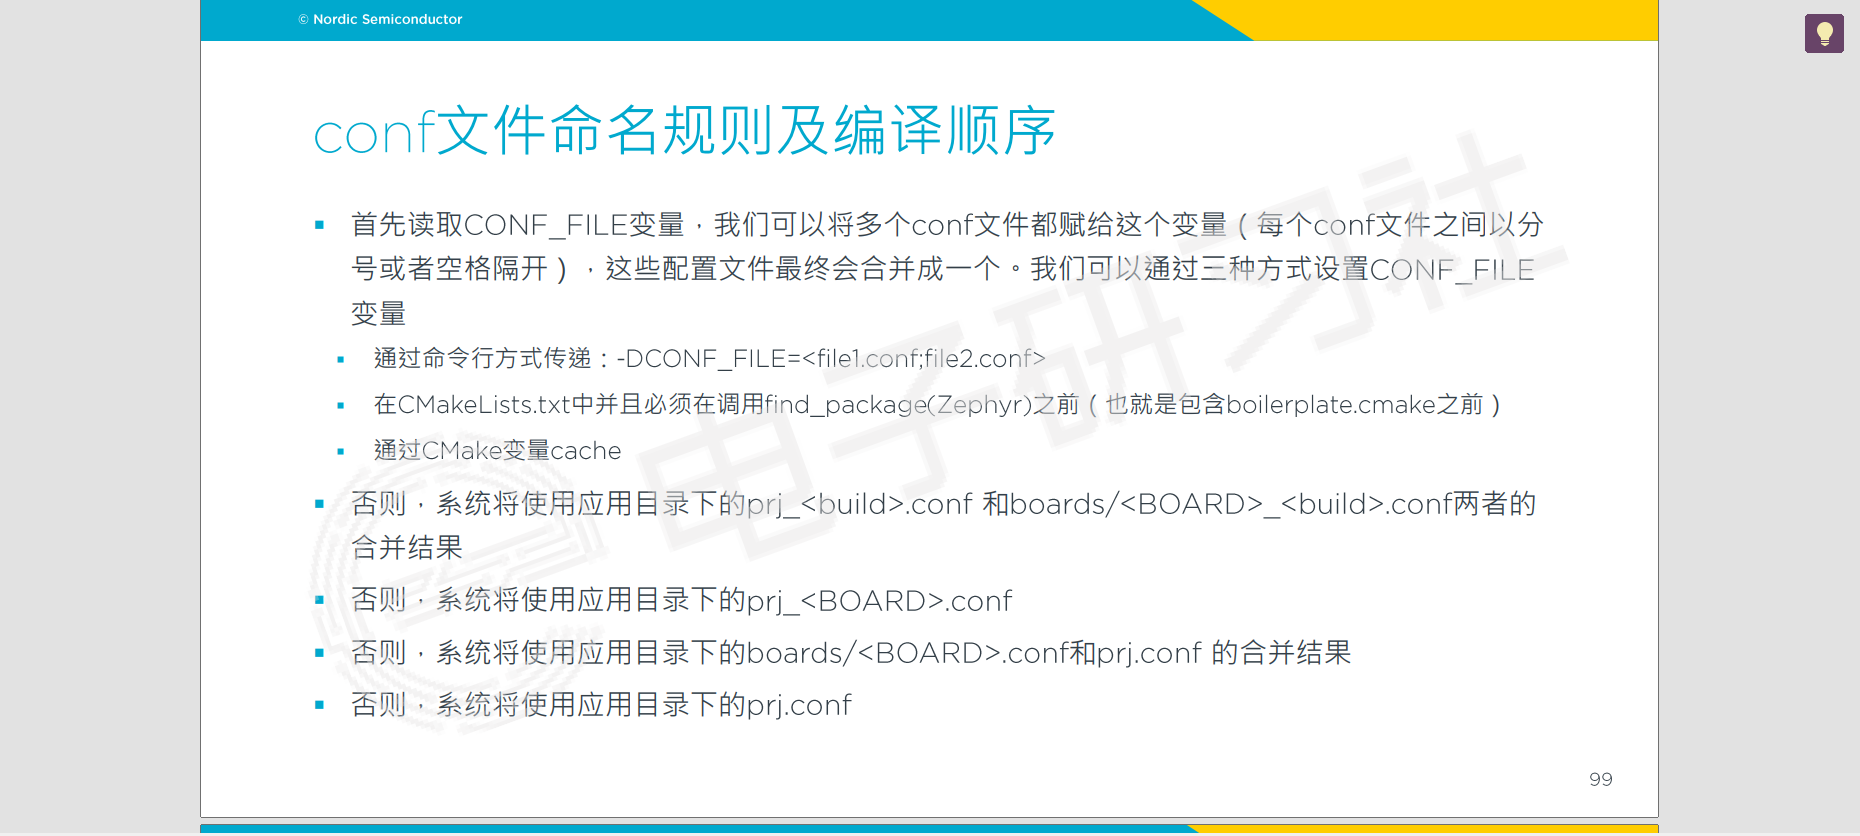 © Nordic Semiconductor
conf文件命名规则及编译顺序
首先读取CONF_FILE变量，我们可以将多个conf文件都赋给这个变量（每个conf文件之间以分
号或者空格隔开），这些配置文件最终会合并成一个。我们可以通过三种方式设置CONF_FILE
变量
通过命令行方式传递：-DCONF_FILE=<file1.conf;file2.conf>
在CMakeLists.txt中并且必须在调用find_package(Zephyr)之前（也就是包含boilerplate.cmake之前）
通过CMake变量cache
否则，系统将使用应用目录下的prj_<build>.conf 和boards/<BOARD>_<build>.conf两者的
合并结果
否则，系统将使用应用目录下的prj_<BOARD>.conf
否则，系统将使用应用目录下的boards/<BOARD>.conf和prj.conf 的合并结果
否则，系统将使用应用目录下的prj.conf
电子研习社
99